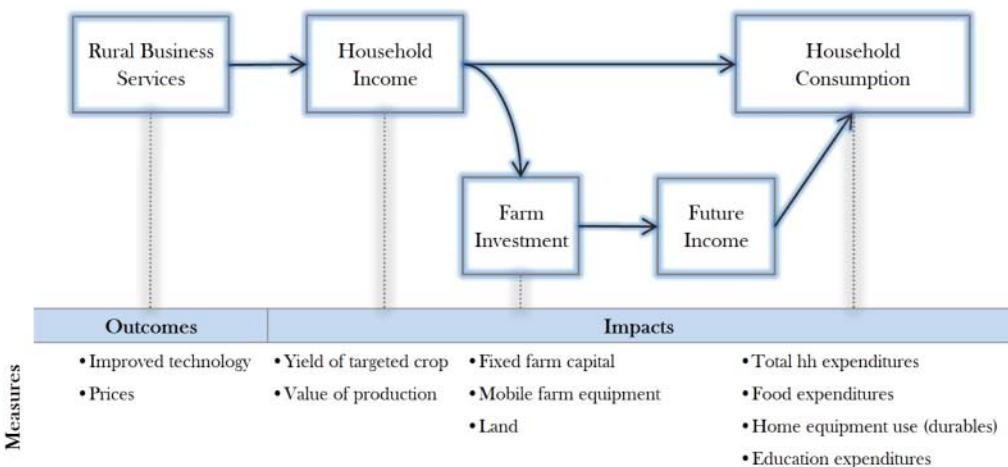 Rural Business
Services
Household
Income
Household
Consumption
Farm
Investment
Future
Income
Outcomes
Impacts
Measures
• Improved technology
• Prices
• Yield of targeted crop
• Value of production
• Fixed farm capital
• Mobile farm equipment
• Land
• Total hh expenditures
• Food expenditures
• Home equipment use (durables)
• Education expenditures